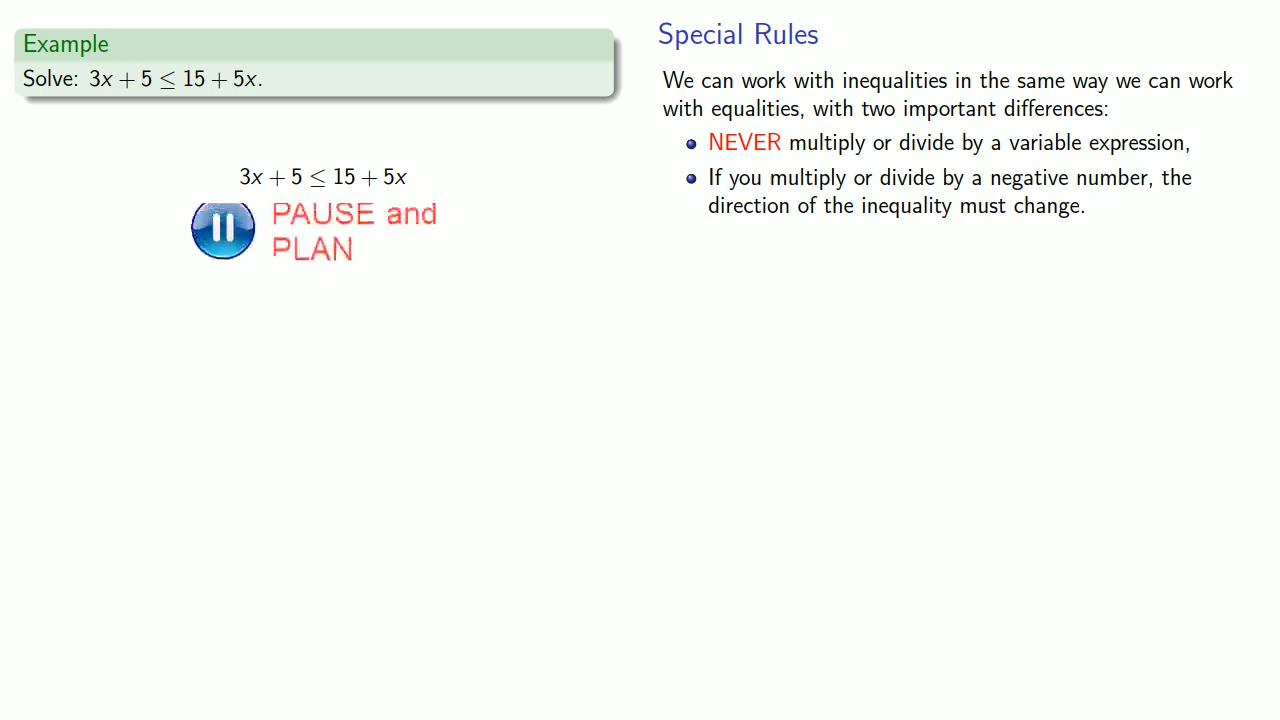 Example
Solve: 3x + 5 ≤ 15 + 5x.
3x + 5 ≤ 15 + 5x
PAUSE and
PLAN
Special Rules
We can work with inequalities in the same way we can work
with equalities, with two important differences:
NEVER multiply or divide by a variable expression,
If you multiply or divide by a negative number, the
direction of the inequality must change.